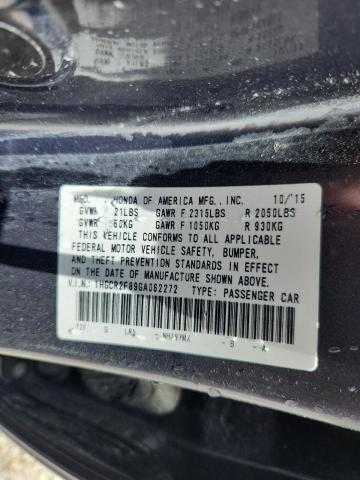 MFD. HONDA OF AMERICA MFG., INC. 10/'15
GVWR 21LBS GAWR F 2315LBS R 2050LBS
GVWR 60KG GAWR F 1050KG R 930KG
THIS VEHICLE CONFORMS TO ALL APPLICABLE
FEDERAL MOTOR VEHICLE SAFETY, BUMPER,
AND THEFT PREVENTION STANDARDS IN EFFECT
ON THE DATE OF MANUFACTURE SHOWN ABOVE.
V.I.N.: 1HGCR2F69GA062272 TYPE: PASSENGER CAR
G B A